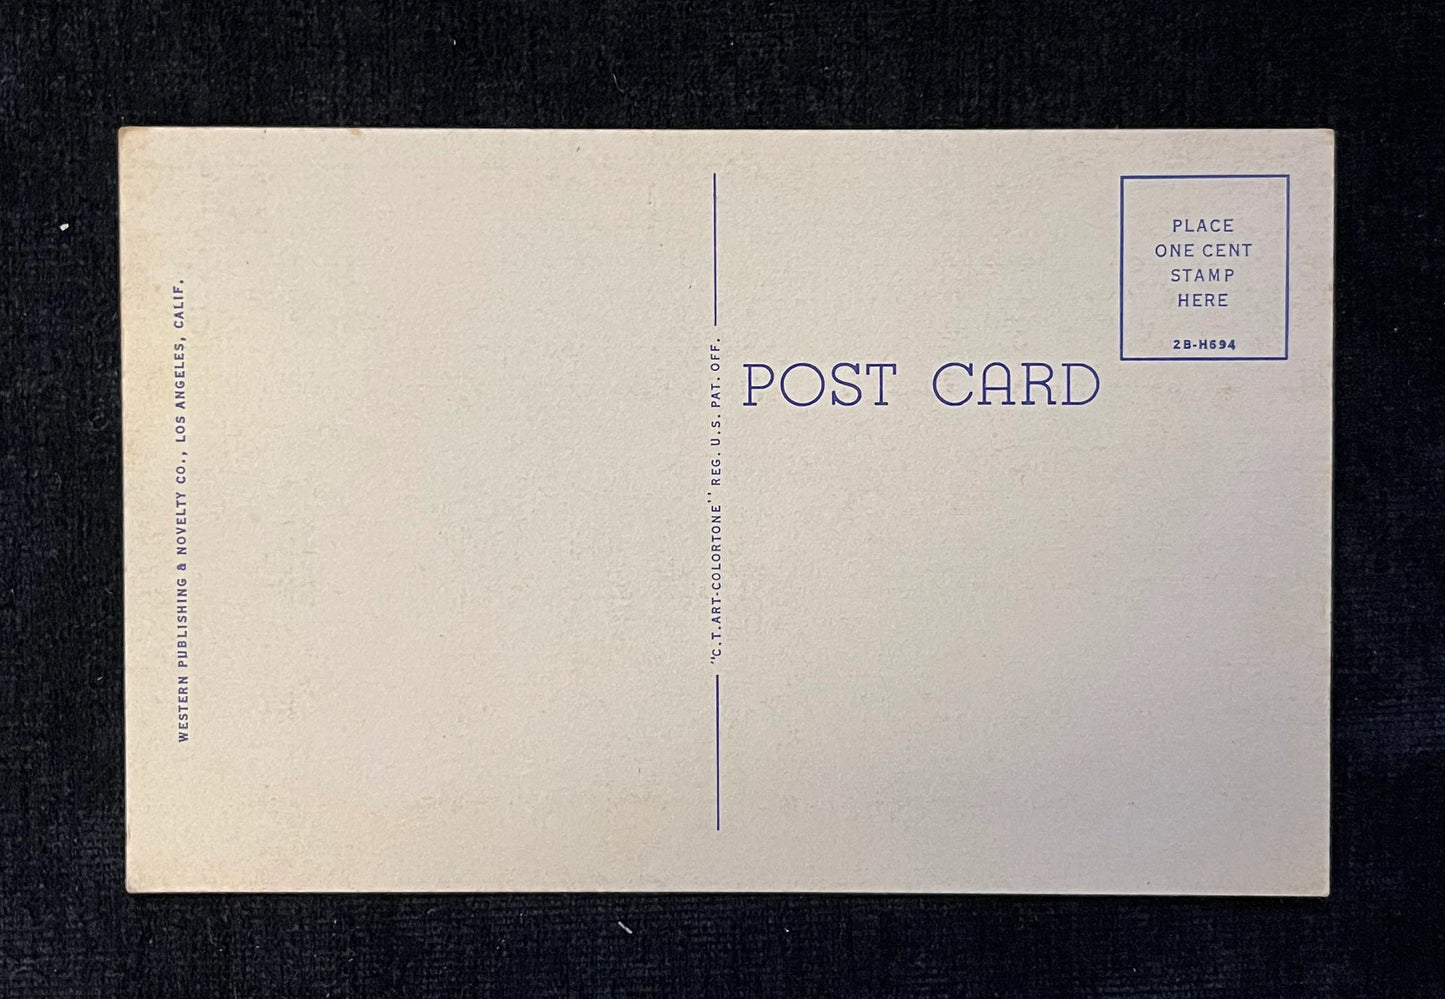 WESTERN PUBLISHING & NOVELTY CO., LOS ANGELES, CALIF.
"C.T.ART-COLORTONE" REG. U.S. PAT. OFF.
POST CARD
PLACE
ONE CENT
STAMP
HERE
2B-H694